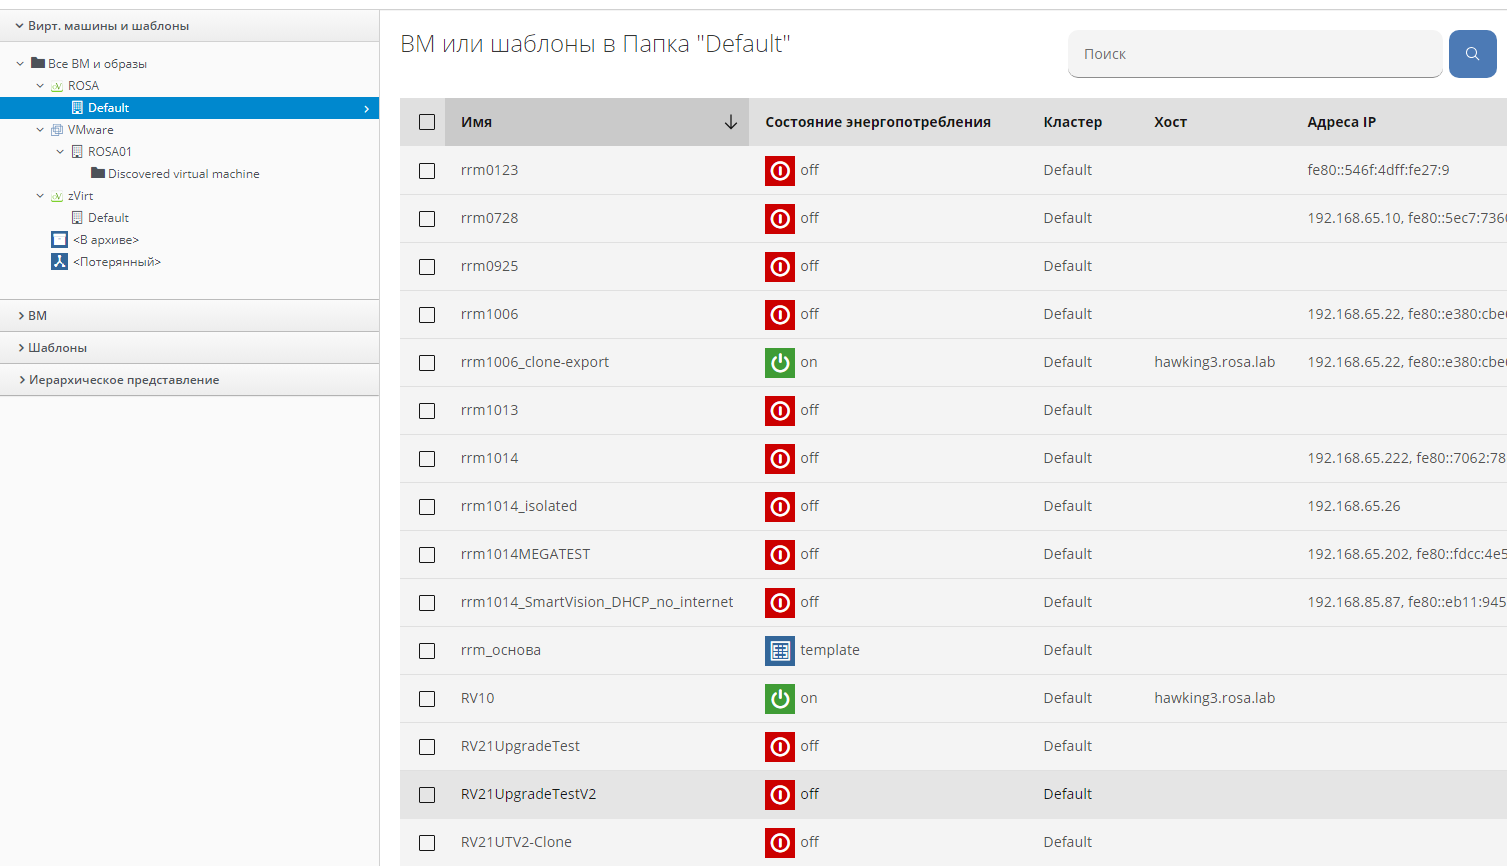 Вирт. машины и шаблоны
Все ВМ и образы
ROSA
Default
VMware
ROSA01
Discovered virtual machine
zVirt
Default
<В архиве>
<Потерянный>
ВМ
Шаблоны
Иерархическое представление
ВМ или шаблоны в Папка "Default"
Поиск
Имя Состояние энергопотребления Кластер Хост Адреса IP
rrm0123 off Default fe80::546f:4dff:fe27:9
rrm0728 off Default 192.168.65.10, fe80::5ec7:736
rrm0925 off Default
rrm1006 off Default 192.168.65.22, fe80::e380:cbe
rrm1006_clone-export on Default hawking3.rosa.lab 192.168.65.22, fe80::e380:cbe
rrm1013 off Default
rrm1014 off Default 192.168.65.222, fe80::7062:78
rrm1014_isolated off Default 192.168.65.26
rrm1014MEGATEST off Default 192.168.65.202, fe80::fdcc:4e5
rrm1014_SmartVision_DHCP_no_internet off Default 192.168.85.87, fe80::eb11:945
rrm_основа template Default
RV10 on Default hawking3.rosa.lab
RV21UpgradeTest off Default
RV21UpgradeTestV2 off Default
RV21UTV2-Clone off Default